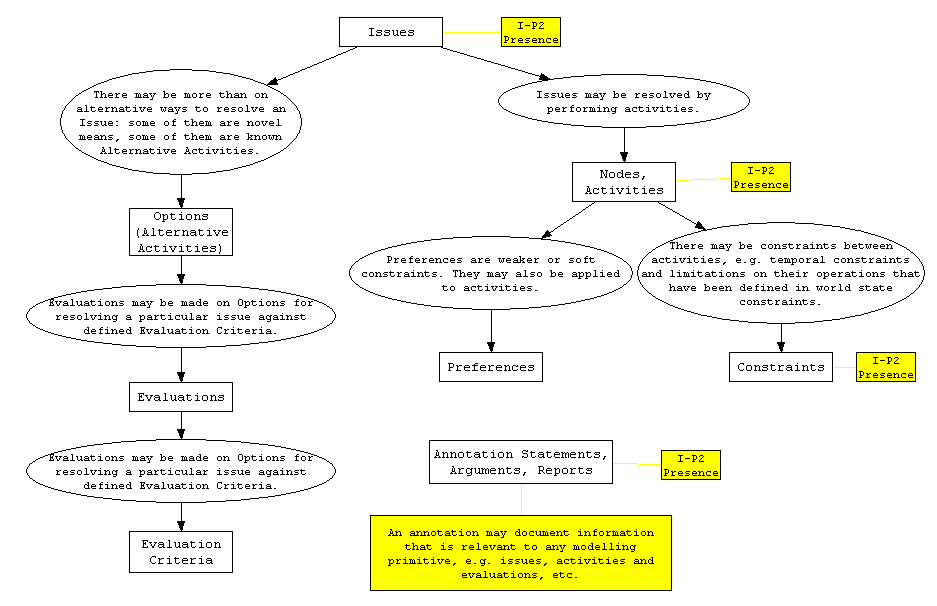 Issues
I-P2
Presence
There may be more than on
alternative ways to resolve an
Issue: some of them are novel
means, some of them are known
Alternative Activities.
Issues may be resolved by
performing activities.
Nodes,
Activities
I-P2
Presence
Options
(Alternative
Activities)
Preferences are weaker or soft
constraints. They may also be applied
to activities.
There may be constraints between
activities, e.g. temporal constraints
and limitations on their operations that
have been defined in world state
constraints.
Evaluations may be made on Options for
resolving a particular issue against
defined Evaluation Criteria.
Preferences
Constraints
I-P2
Presence
Evaluations
Evaluations may be made on Options for
resolving a particular issue against
defined Evaluation Criteria.
Annotation Statements,
Arguments, Reports
I-P2
Presence
Evaluation
Criteria
An annotation may document information
that is relevant to any modelling
primitive, e.g. issues, activities and
evaluations, etc.